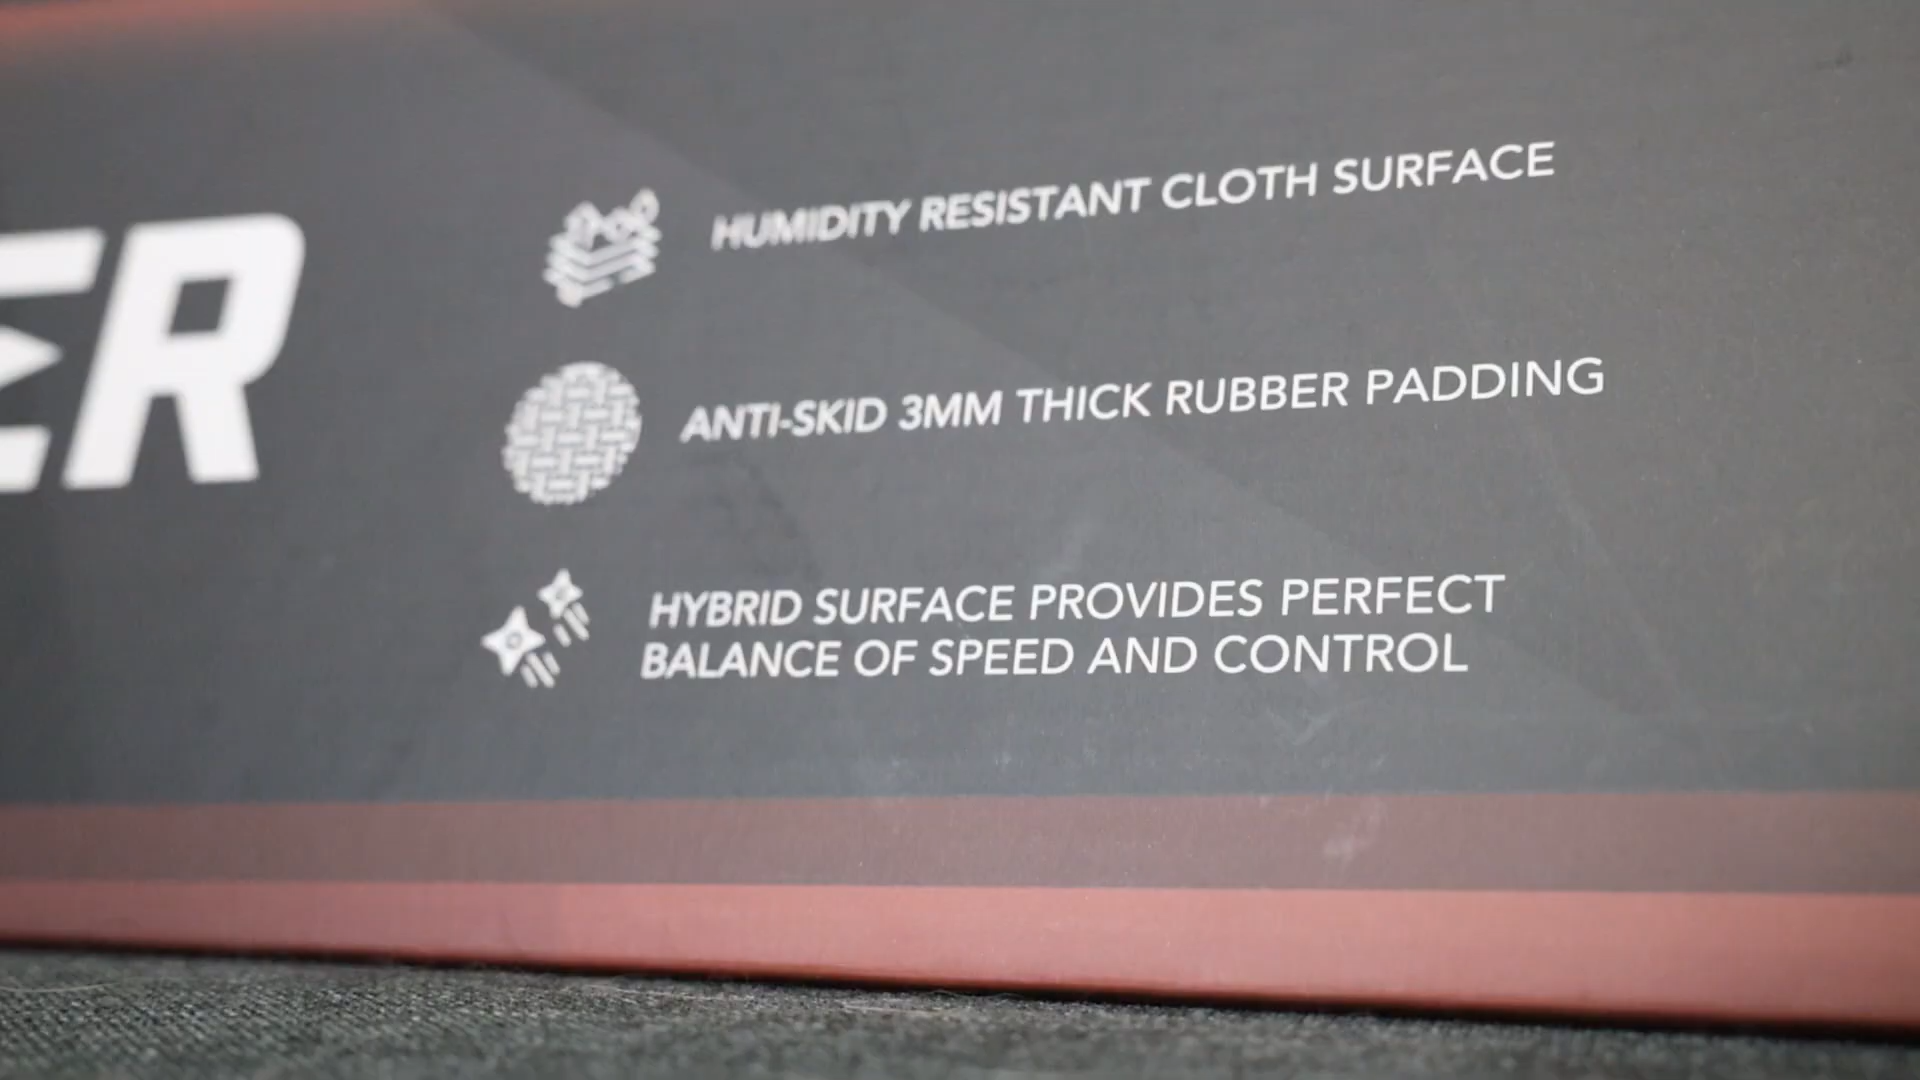 ER
HUMIDITY RESISTANT CLOTH SURFACE
ANTI-SKID 3MM THICK RUBBER PADDING
HYBRID SURFACE PROVIDES PERFECT
BALANCE OF SPEED AND CONTROL